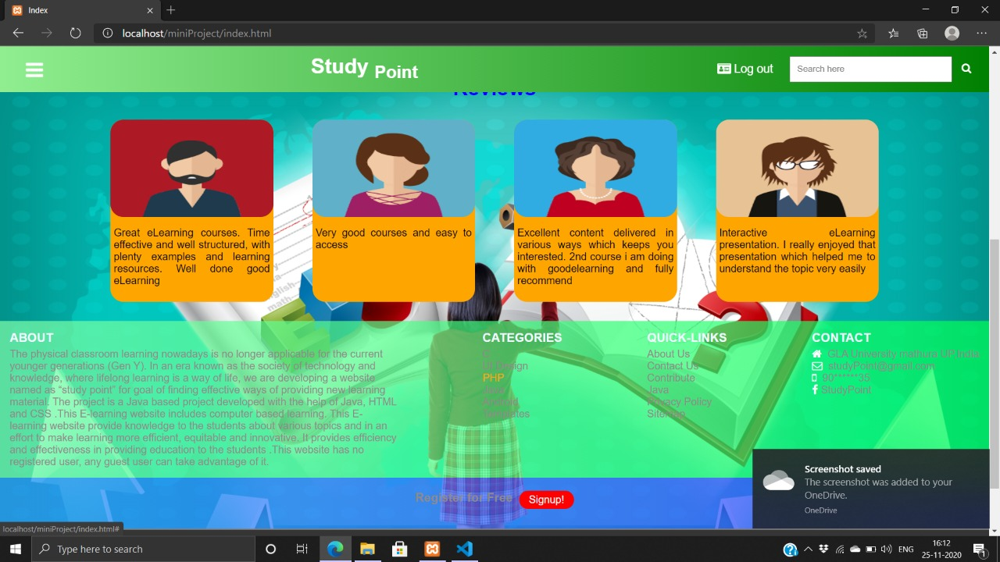 Index
localhost/miniProject/index.html
Study Point
Log out
Search here
Reviews
Great eLearning courses. Time
effective and well structured, with
plenty examples and learning
resources. Well done good
eLearning
Very good courses and easy to
access
Excellent content delivered in
various ways which keeps you
interested. 2nd course i am doing
with goodelearning and fully
recommend
Interactive eLearning
presentation. I really enjoyed that
presentation which helped me to
understand the topic very easily
ABOUT
The physical classroom learning nowadays is no longer applicable for the current
younger generations (Gen Y). In an era known as the society of technology and
knowledge, where lifelong learning is a way of life, we are developing a website
named as “study point” for goal of finding effective ways of providing new learning
material. The project is a Java based project developed with the help of Java, HTML
and CSS .This E-learning website includes computer based learning. This E-
learning website provide knowledge to the students about various topics and in an
effort to make learning more efficient, equitable and innovative. It provides efficiency
and effectiveness in providing education to the students .This website has no
registered user, any guest user can take advantage of it.
CATEGORIES
C
UI Design
PHP
Java
Android
Templates
QUICK-LINKS
About Us
Contact Us
Contribute
Java
Privacy Policy
Sitemap
CONTACT
GLA University mathura UP India
studyPoint@gmail.com
90******35
StudyPoint
Register for Free
Signup!
Screenshot saved
The screenshot was added to your
OneDrive.
OneDrive
localhost/miniProject/index.html#
Type here to search
ENG
16:12
25-11-2020
1